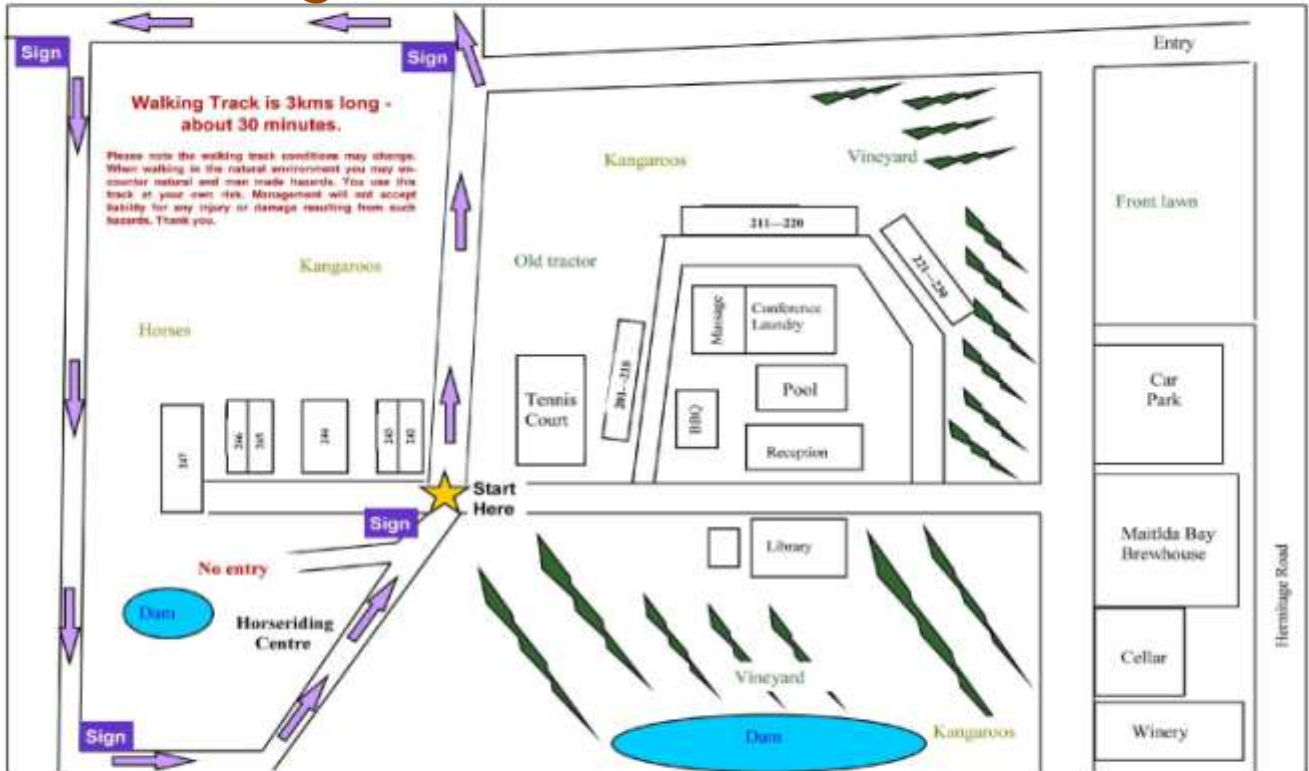 Entry
Sign
Sign
Walking Track is 3kms long -
about 30 minutes.
Please note the walking track conditions may change.
When walking in the natural environment you may en-
counter natural and man made hazards. You use this
track at your own risk. Management will not accept
liability for any injury or damage resulting from such
hazards. Thank you.
Kangaroos
Vineyard
Front lawn
211—220
221—230
Old tractor
Kangaroos
Horses
Massage
Conference
Laundry
201—210
Tennis
Court
Pool
BBQ
Reception
Car
Park
247
246
245
244
243
242
Start
Here
Sign
Library
Maitlda Bay
Brewhouse
Hermitage Road
No entry
Dam
Horseriding
Centre
Cellar
Vineyard
Dam
Kangaroos
Winery
Sign